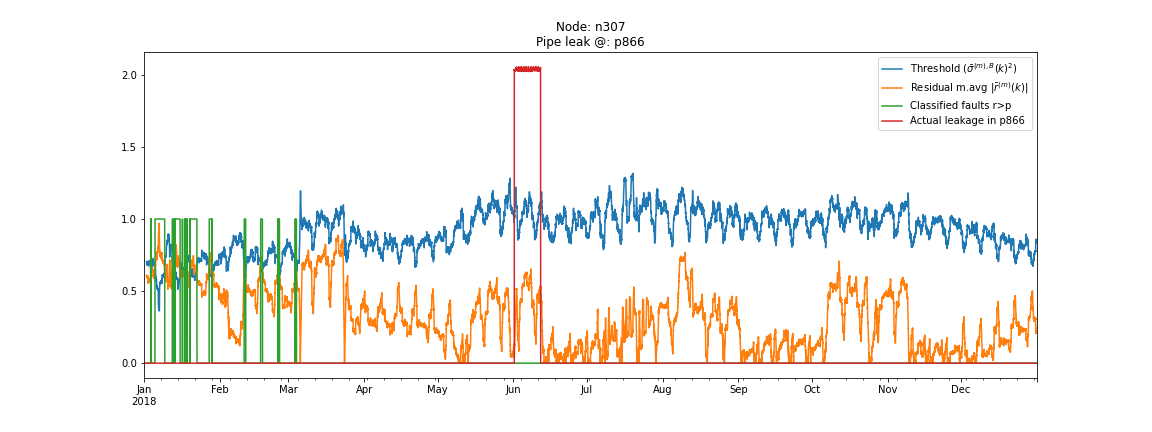 Node: n307
Pipe leak @: p866
Threshold (σ̄⁽ᵐ⁾,ᴮ(k)²)
Residual m.avg |r̄⁽ᵐ⁾(k)|
Classified faults r>p
Actual leakage in p866
2.0
1.5
1.0
0.5
0.0
Jan Feb Mar Apr May Jun Jul Aug Sep Oct Nov Dec
2018